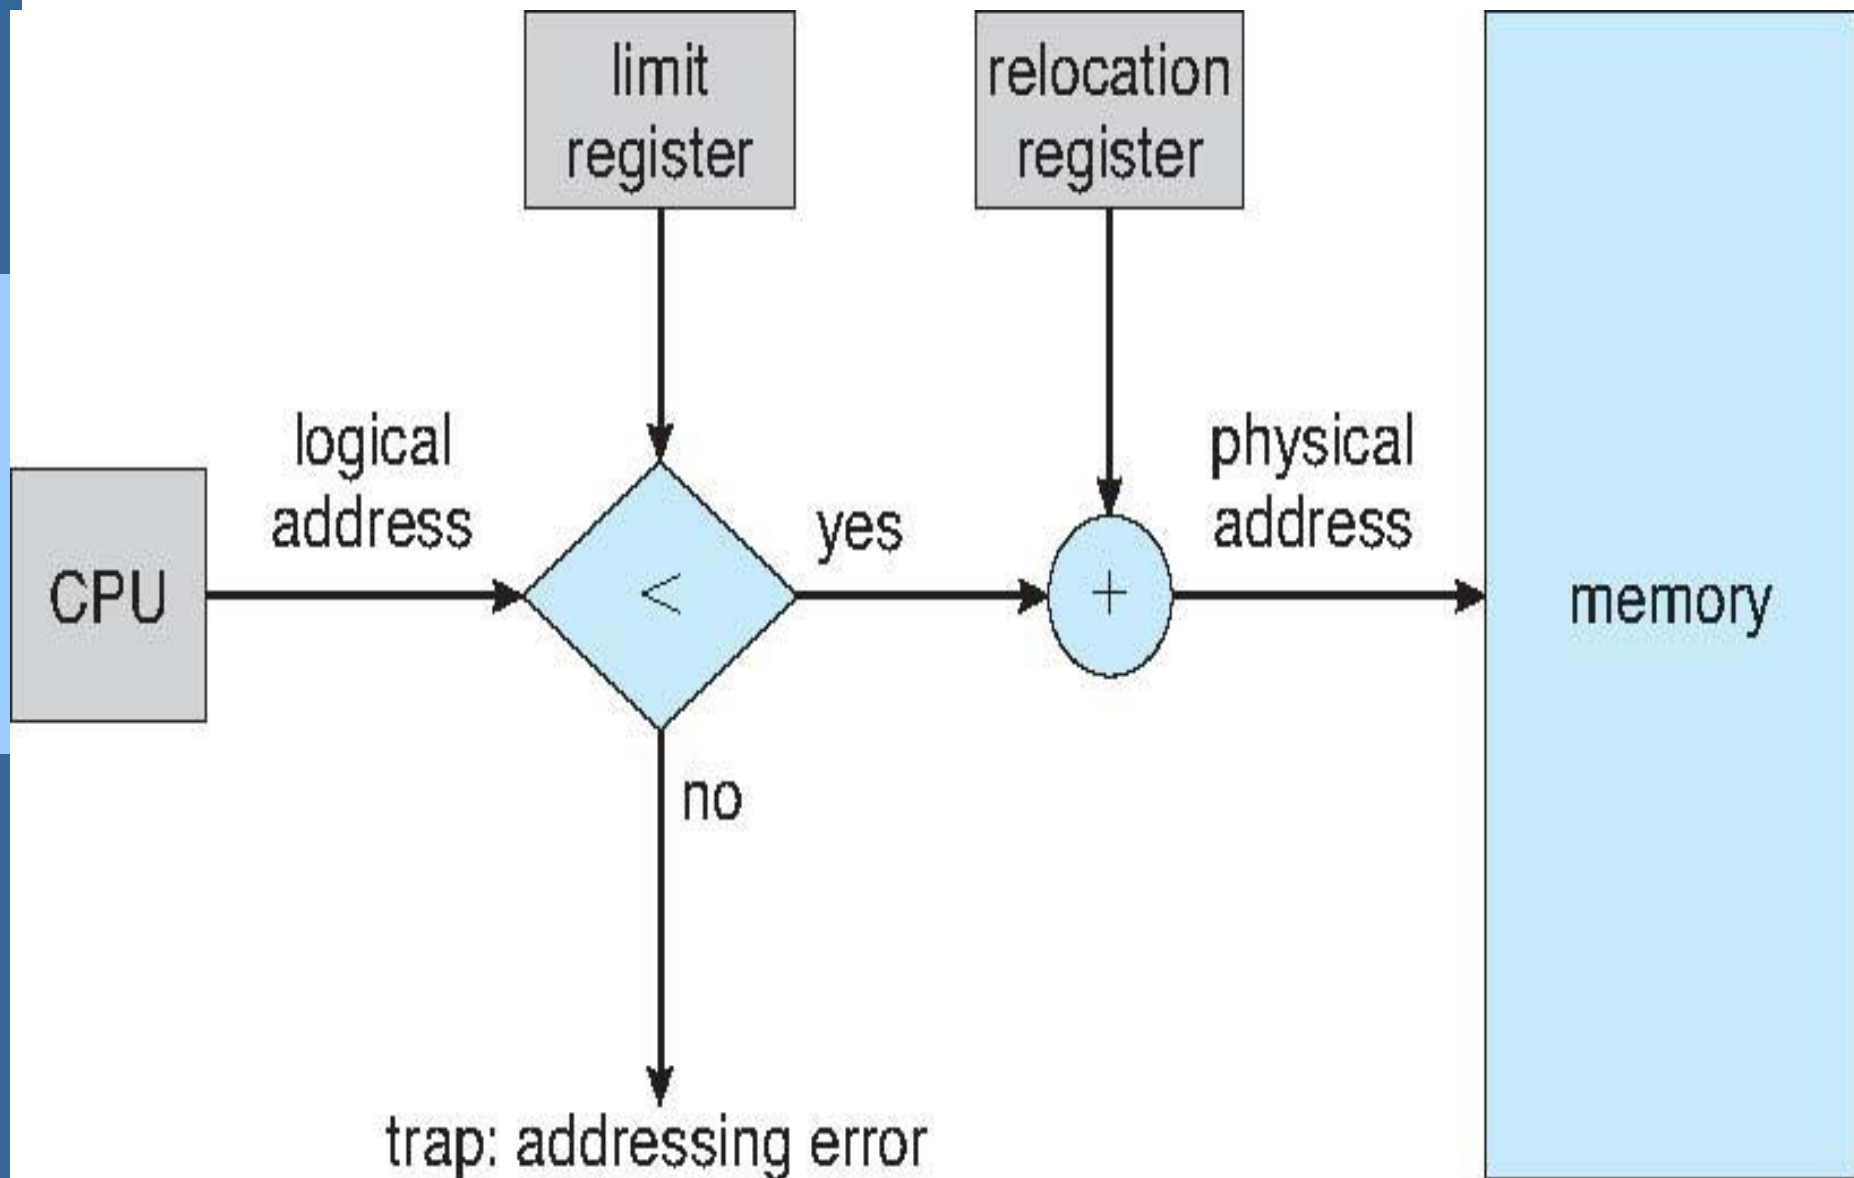 limit
register
relocation
register
logical
address
yes
physical
address
CPU
<
+
memory
no
trap: addressing error